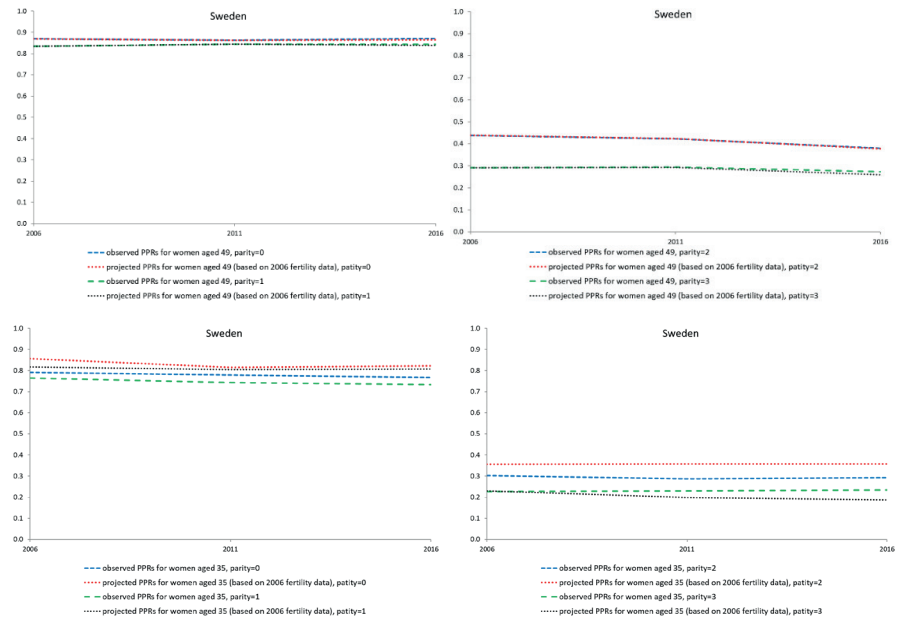 Sweden
1.0
0.9
0.8
0.7
0.6
0.5
0.4
0.3
0.2
0.1
0.0
2006 2011 2016
observed PPRs for women aged 49, parity=0
projected PPRs for women aged 49 (based on 2006 fertility data), patity=0
observed PPRs for women aged 49, parity=1
projected PPRs for women aged 49 (based on 2006 fertility data), patity=1
Sweden
1.0
0.9
0.8
0.7
0.6
0.5
0.4
0.3
0.2
0.1
0.0
2006 2011 2016
observed PPRs for women aged 49, parity=2
projected PPRs for women aged 49 (based on 2006 fertility data), patity=2
observed PPRs for women aged 49, parity=3
projected PPRs for women aged 49 (based on 2006 fertility data), patity=3
Sweden
1.0
0.9
0.8
0.7
0.6
0.5
0.4
0.3
0.2
0.1
0.0
2006 2011 2016
observed PPRs for women aged 35, parity=0
projected PPRs for women aged 35 (based on 2006 fertility data), patity=0
observed PPRs for women aged 35, parity=1
projected PPRs for women aged 35 (based on 2006 fertility data), patity=1
Sweden
1.0
0.9
0.8
0.7
0.6
0.5
0.4
0.3
0.2
0.1
0.0
2006 2011 2016
observed PPRs for women aged 35, parity=2
projected PPRs for women aged 35 (based on 2006 fertility data), patity=2
observed PPRs for women aged 35, parity=3
projected PPRs for women aged 35 (based on 2006 fertility data), patity=3